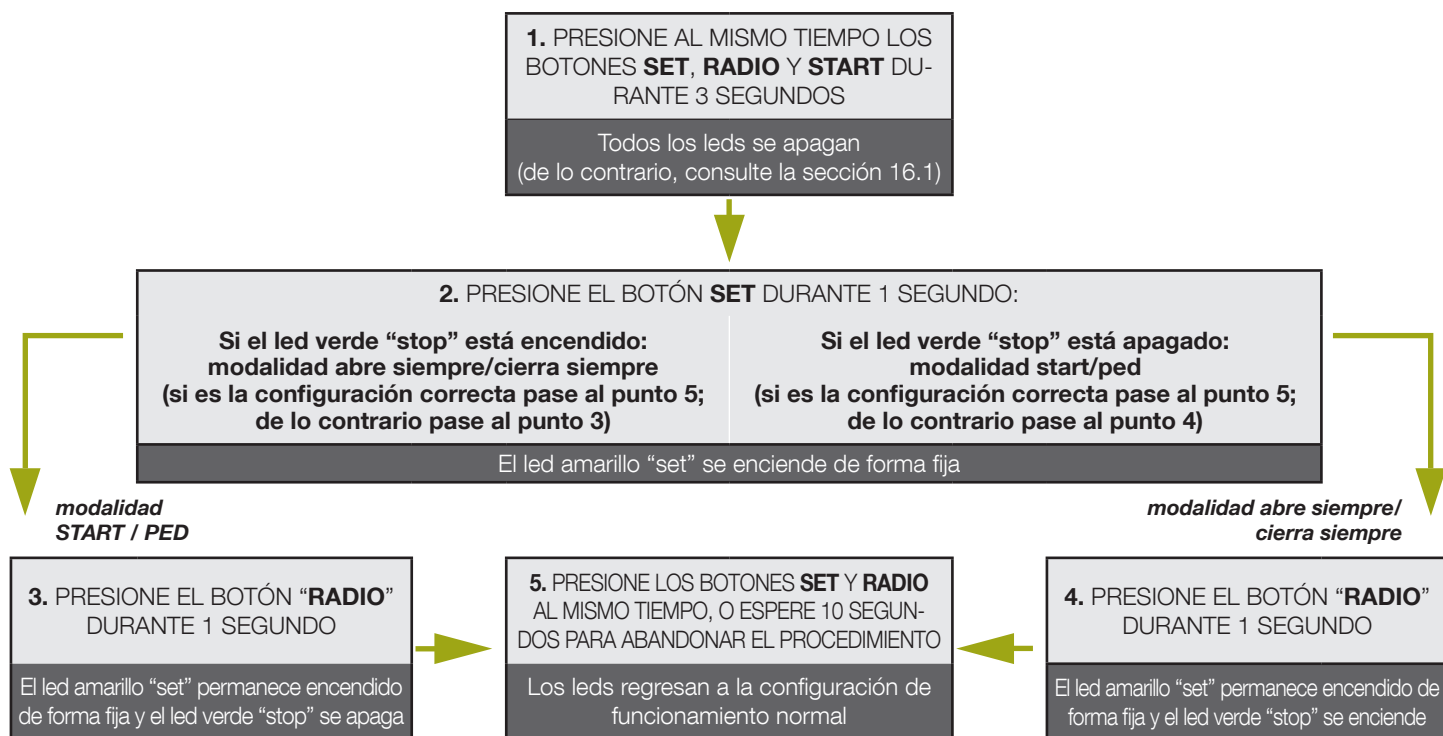 1. PRESIONE AL MISMO TIEMPO LOS
BOTONES SET, RADIO Y START DU-
RANTE 3 SEGUNDOS
Todos los leds se apagan
(de lo contrario, consulte la sección 16.1)
2. PRESIONE EL BOTÓN SET DURANTE 1 SEGUNDO:
Si el led verde “stop” está encendido:
modalidad abre siempre/cierra siempre
(si es la configuración correcta pase al punto 5;
de lo contrario pase al punto 3)
Si el led verde “stop” está apagado:
modalidad start/ped
(si es la configuración correcta pase al punto 5;
de lo contrario pase al punto 4)
El led amarillo “set” se enciende de forma fija
modalidad
START / PED
modalidad abre siempre/
cierra siempre
3. PRESIONE EL BOTÓN “RADIO”
DURANTE 1 SEGUNDO
El led amarillo “set” permanece encendido
de forma fija y el led verde “stop” se apaga
5. PRESIONE LOS BOTONES SET Y RADIO
AL MISMO TIEMPO, O ESPERE 10 SEGUN-
DOS PARA ABANDONAR EL PROCEDIMIENTO
Los leds regresan a la configuración de
funcionamiento normal
4. PRESIONE EL BOTÓN “RADIO”
DURANTE 1 SEGUNDO
El led amarillo “set” permanece encendido de
forma fija y el led verde “stop” se enciende